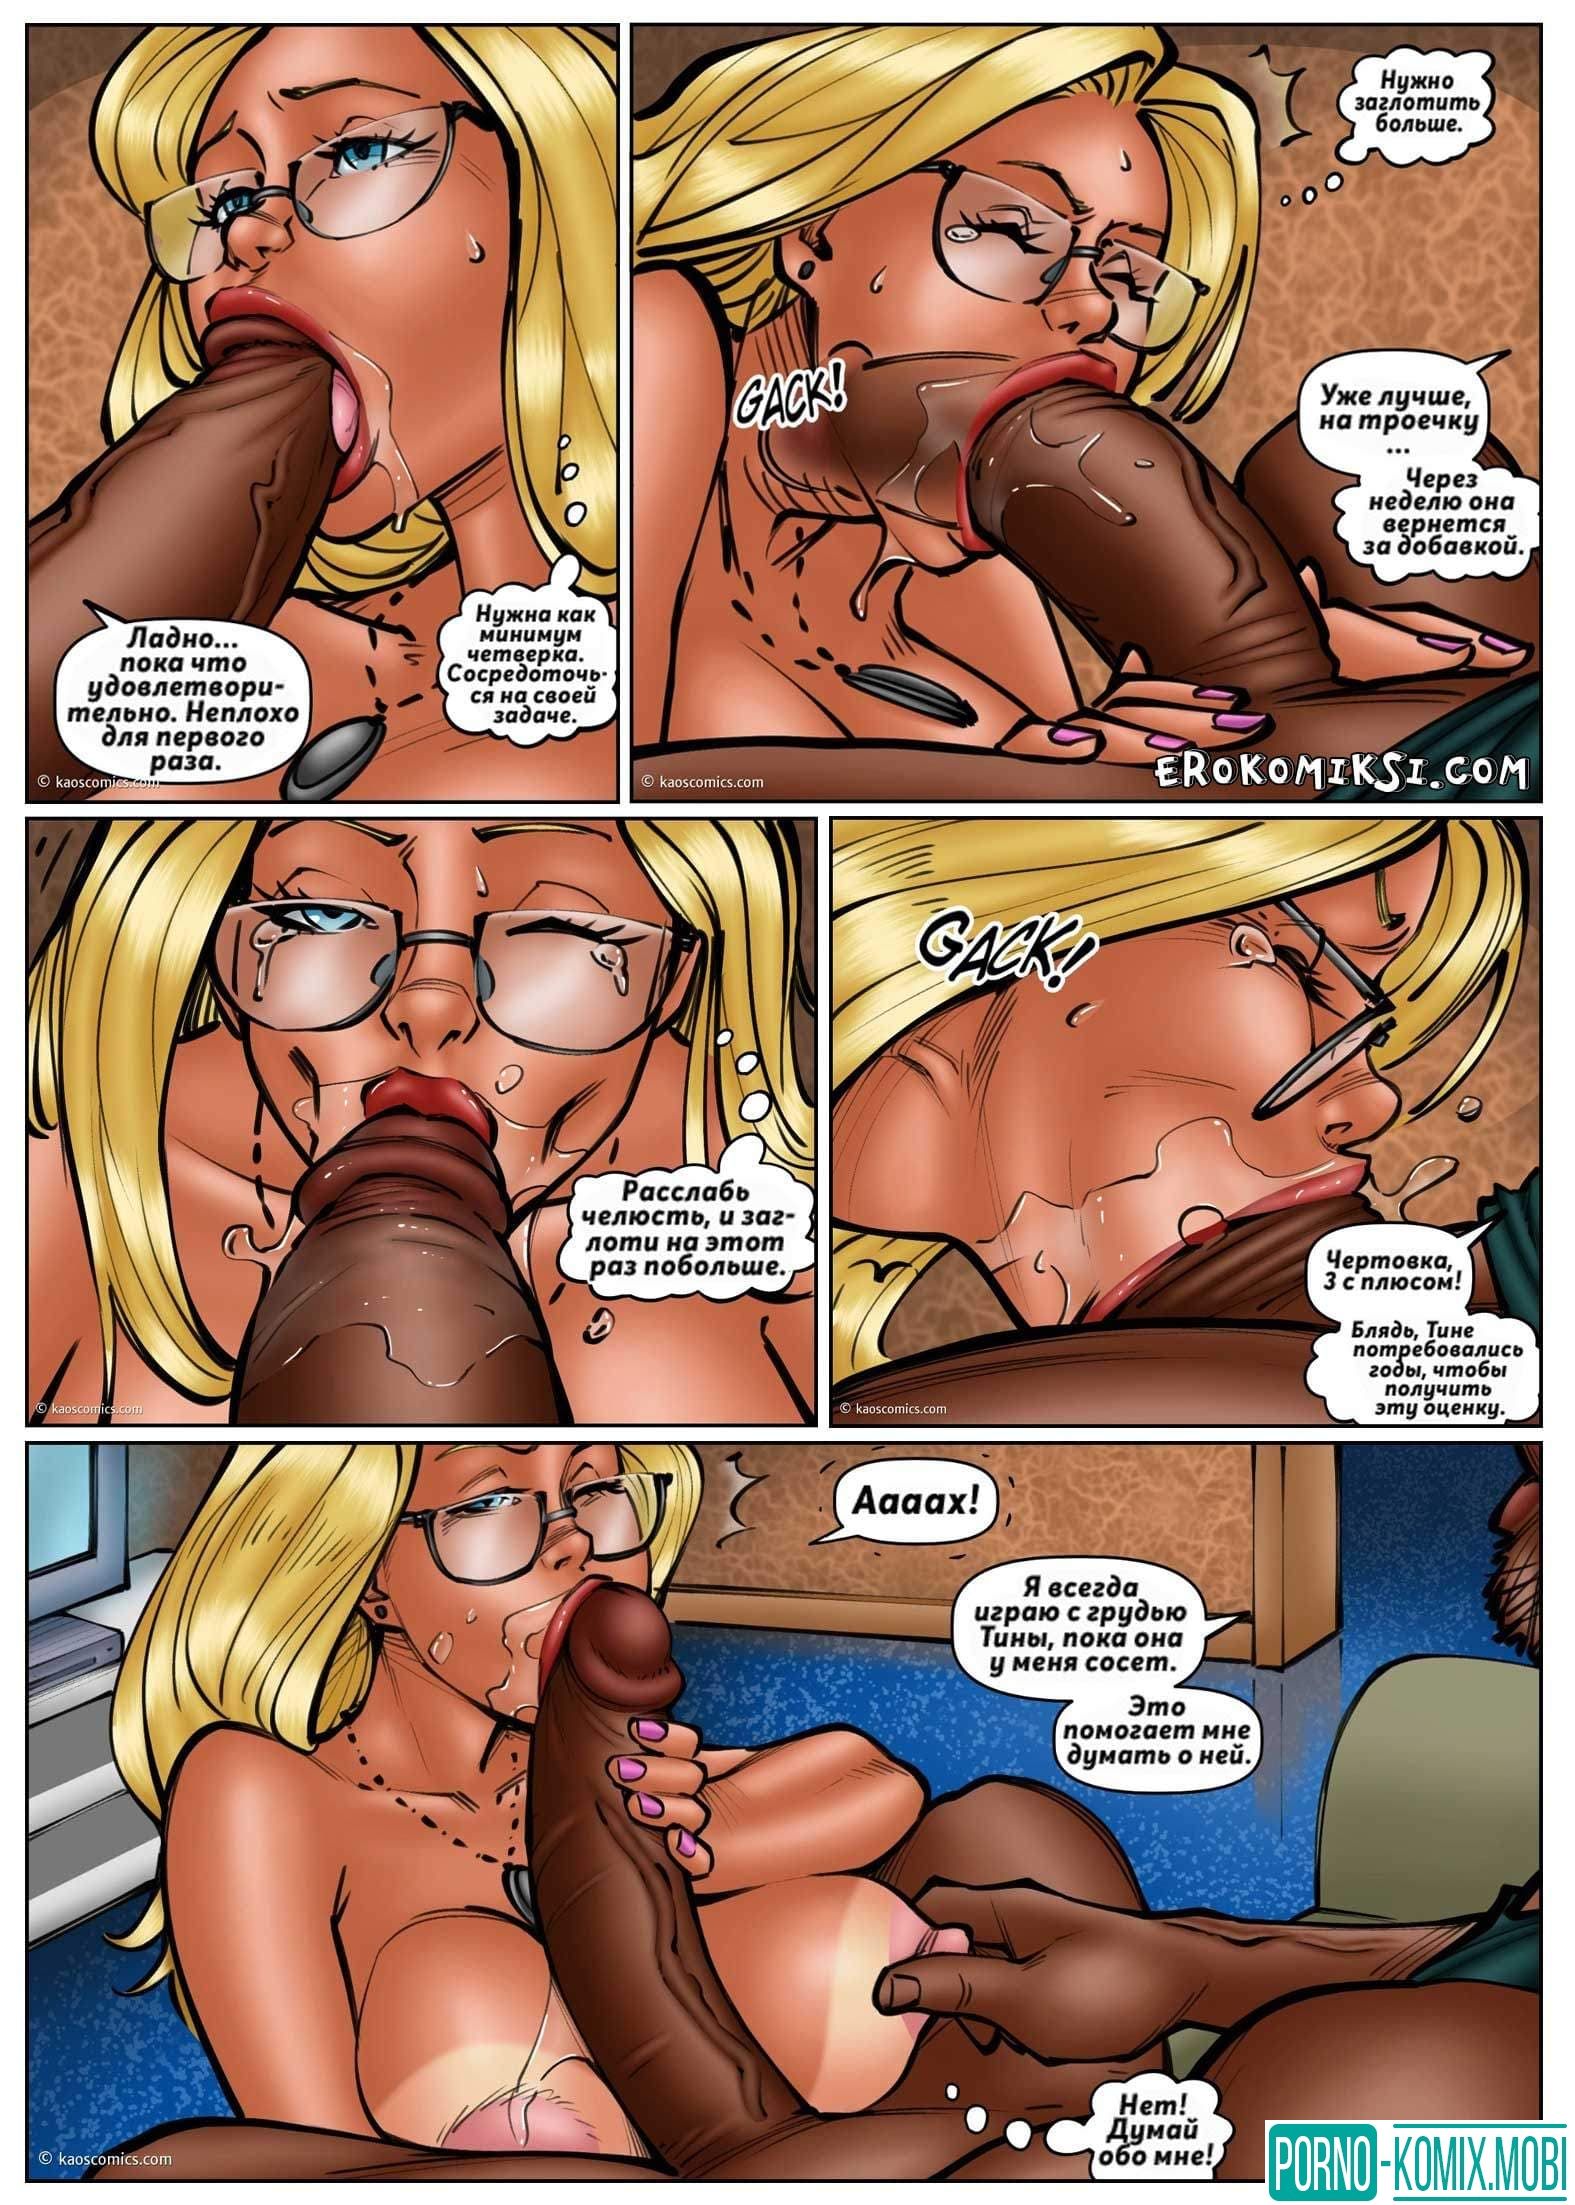 Нужно
заглотить
больше.
GACK!
Уже лучше,
на троечку
...
Через
неделю она
вернется
за добавкой.
Ладно...
пока что
удовлетвори-
тельно. Неплохо
для первого
раза.
Нужна как
минимум
четверка.
Сосредоточь-
ся на своей
задаче.
© kaoscomics.com
© kaoscomics.com
EROKOMIKSI.COM
Расслабь
челюсть, и заг-
лоти на этот
раз побольше.
© kaoscomics.com
GACK!
Чертовка,
3 с плюсом!
Блядь, Тине
потребовались
годы, чтобы
получить
эту оценку.
© kaoscomics.com
Аааах!
Я всегда
играю с грудью
Тины, пока она
у меня сосет.
Это
помогает мне
думать о ней.
Нет!
Думай
обо мне!
© kaoscomics.com
PORNO-KOMIX.MOBI